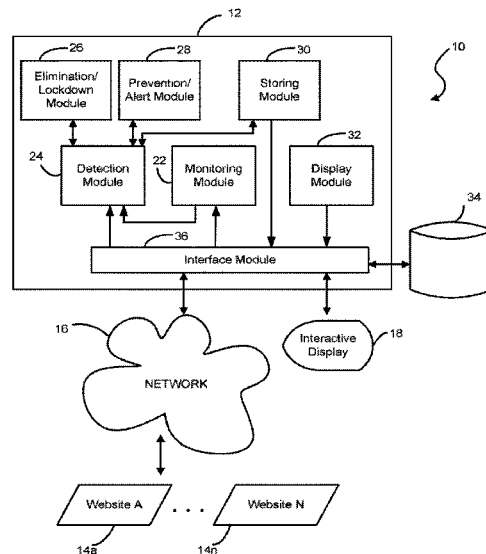 12
10
26
28
30
Elimination/
Lockdown
Module
Prevention/
Alert Module
Storing
Module
24
22
32
Detection
Module
Monitoring
Module
Display
Module
34
36
Interface Module
16
NETWORK
Interactive
Display
18
Website A
. . .
Website N
14a
14n